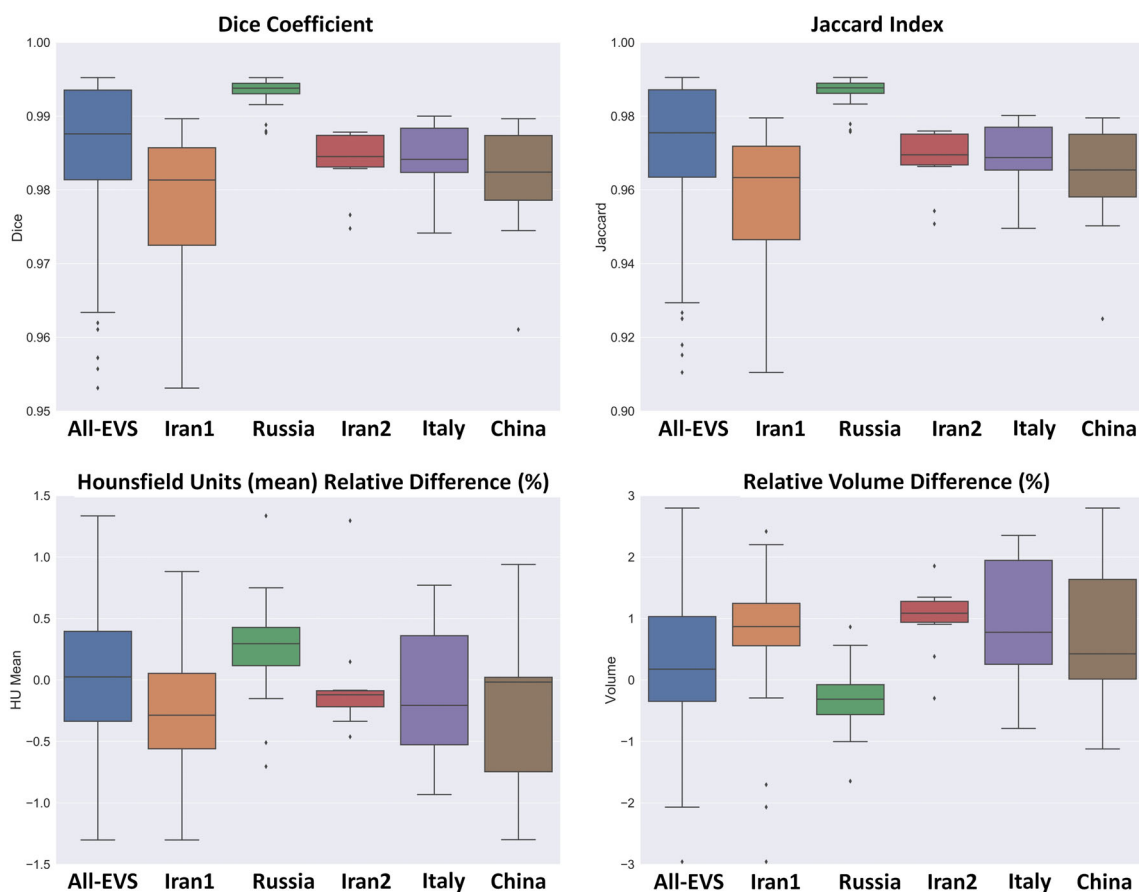 Dice Coefficient
1.00
0.99
0.98
0.97
0.96
0.95
Dice
All-EVS Iran1 Russia Iran2 Italy China
Jaccard Index
1.00
0.98
0.96
0.94
0.92
0.90
Jaccard
All-EVS Iran1 Russia Iran2 Italy China
Hounsfield Units (mean) Relative Difference (%)
1.5
1.0
0.5
0.0
−0.5
−1.0
−1.5
HU Mean
All-EVS Iran1 Russia Iran2 Italy China
Relative Volume Difference (%)
3
2
1
0
−1
−2
−3
Volume
All-EVS Iran1 Russia Iran2 Italy China